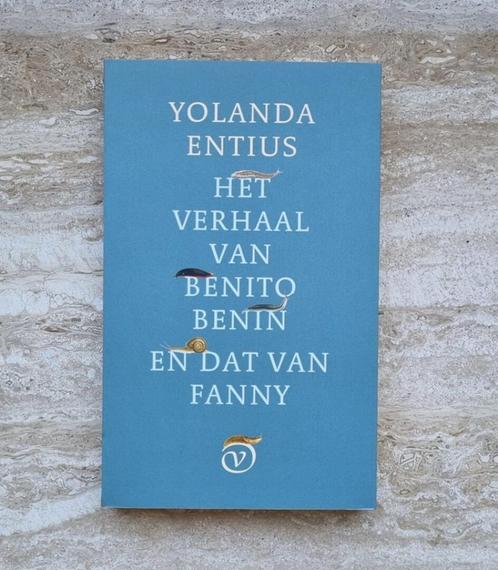 YOLANDA
ENTIUS
HET
VERHAAL
VAN
BENITO
BENIN
EN DAT VAN
FANNY
V